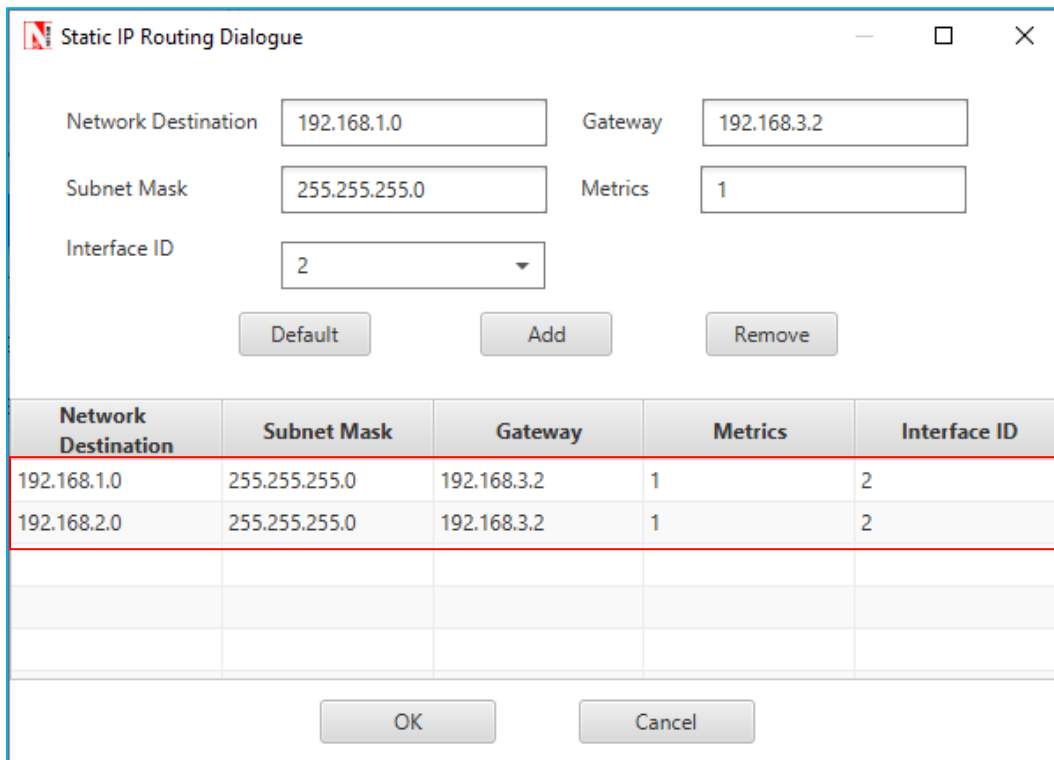 Static IP Routing Dialogue
Network Destination 192.168.1.0 Gateway 192.168.3.2
Subnet Mask 255.255.255.0 Metrics 1
Interface ID 2
Default Add Remove
Network
Destination Subnet Mask Gateway Metrics Interface ID
192.168.1.0 255.255.255.0 192.168.3.2 1 2
192.168.2.0 255.255.255.0 192.168.3.2 1 2
OK Cancel